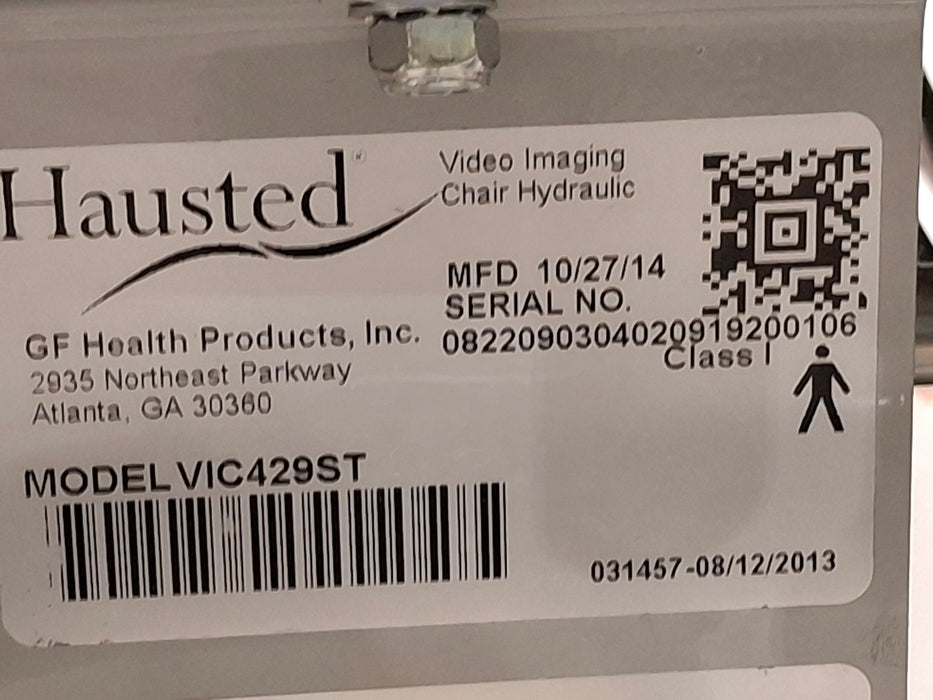 Hausted®
Video Imaging
Chair Hydraulic
MFD 10/27/14
SERIAL NO.
0822090304020919200106
Class I
GF Health Products, Inc.
2935 Northeast Parkway
Atlanta, GA 30360
MODEL VIC429ST
031457-08/12/2013